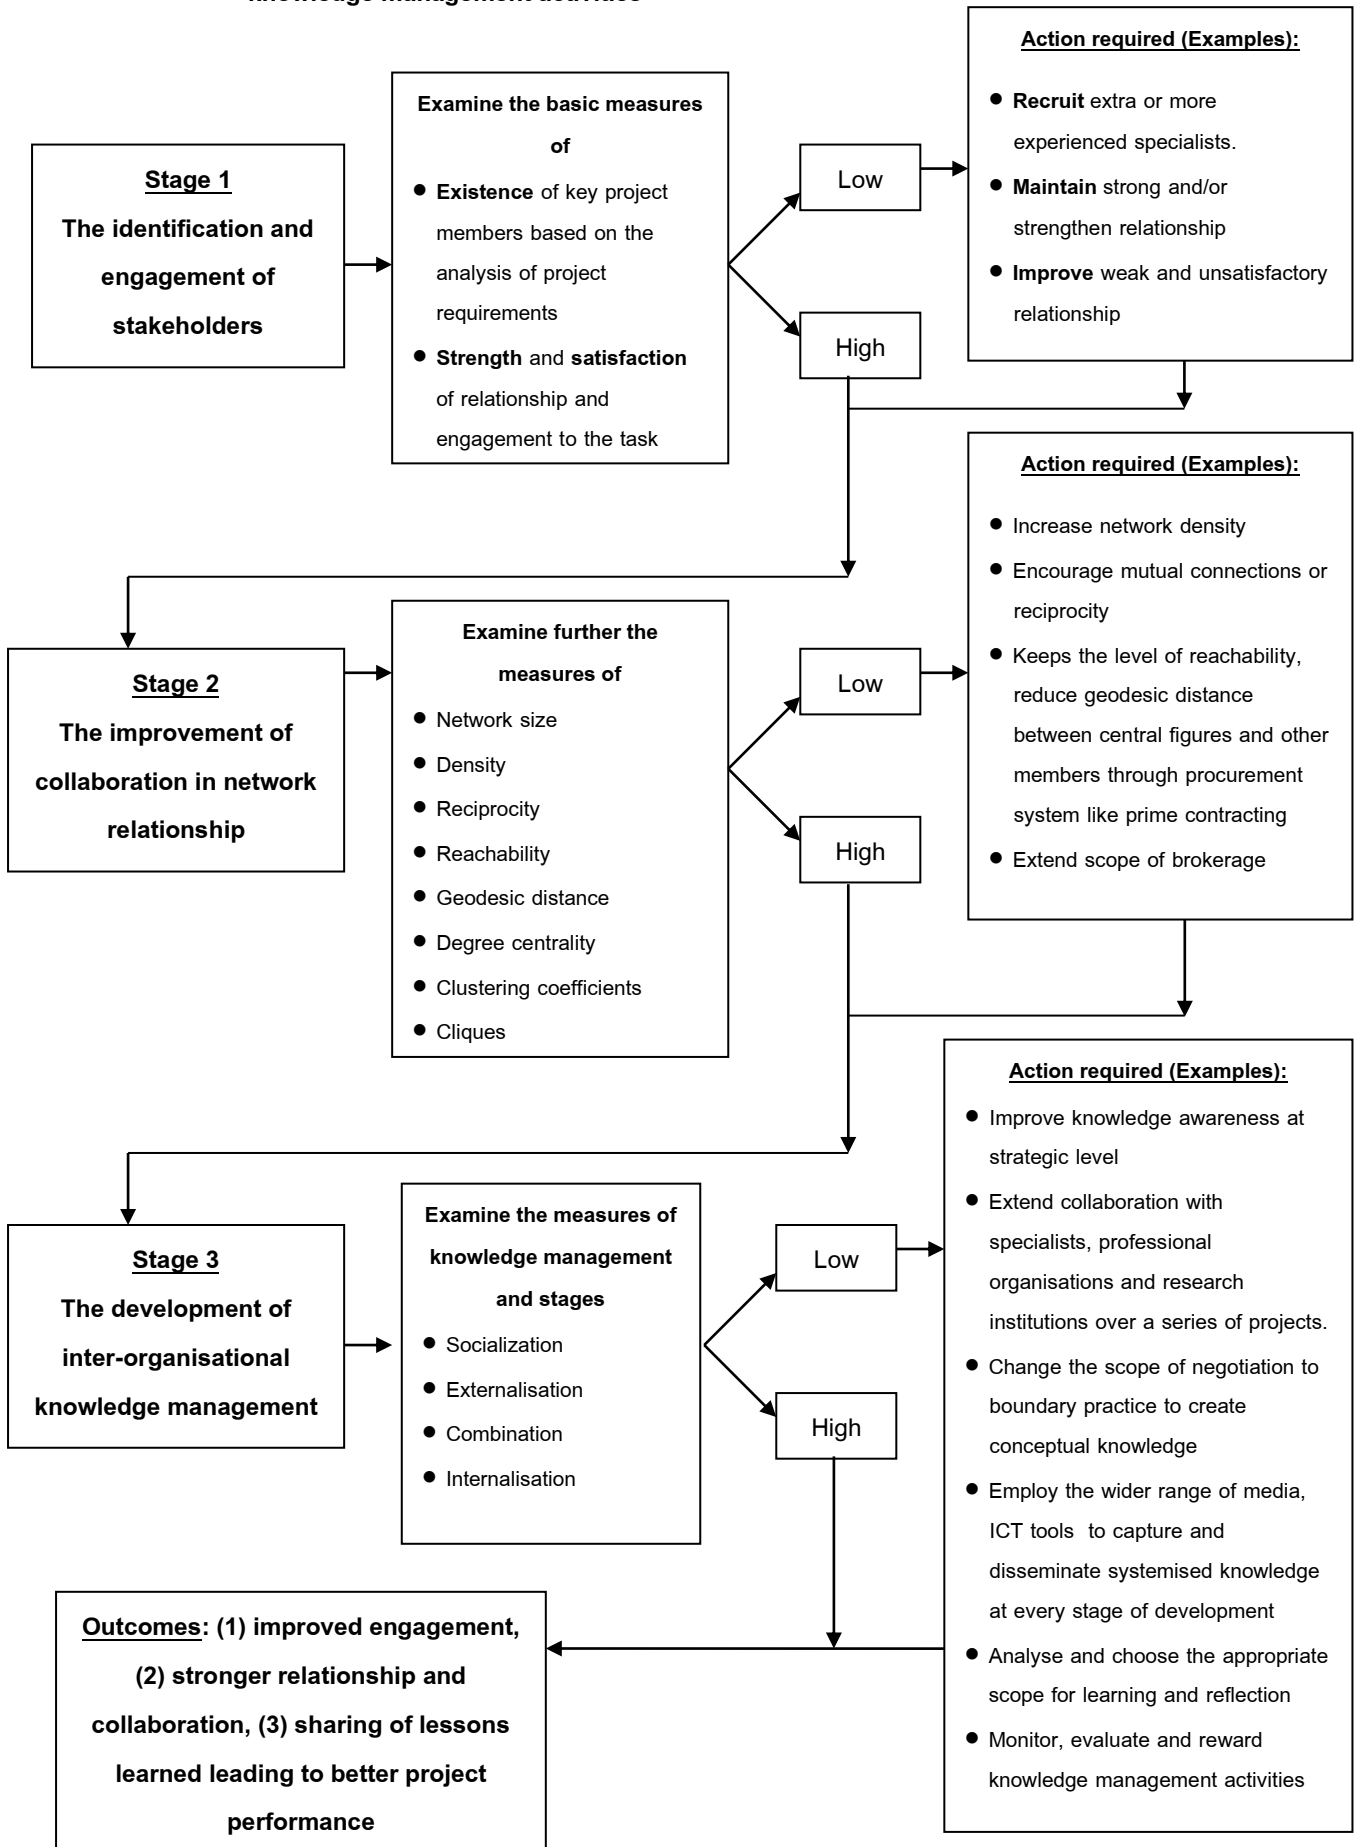 knowledge management activities
Stage 1
The identification and
engagement of
stakeholders
Examine the basic measures
of
● Existence of key project
members based on the
analysis of project
requirements
● Strength and satisfaction
of relationship and
engagement to the task
Low
High
Action required (Examples):
● Recruit extra or more
experienced specialists.
● Maintain strong and/or
strengthen relationship
● Improve weak and unsatisfactory
relationship
Stage 2
The improvement of
collaboration in network
relationship
Examine further the
measures of
● Network size
● Density
● Reciprocity
● Reachability
● Geodesic distance
● Degree centrality
● Clustering coefficients
● Cliques
Low
High
Action required (Examples):
● Increase network density
● Encourage mutual connections or
reciprocity
● Keeps the level of reachability,
reduce geodesic distance
between central figures and other
members through procurement
system like prime contracting
● Extend scope of brokerage
Stage 3
The development of
inter-organisational
knowledge management
Examine the measures of
knowledge management
and stages
● Socialization
● Externalisation
● Combination
● Internalisation
Low
High
Action required (Examples):
● Improve knowledge awareness at
strategic level
● Extend collaboration with
specialists, professional
organisations and research
institutions over a series of projects.
● Change the scope of negotiation to
boundary practice to create
conceptual knowledge
● Employ the wider range of media,
ICT tools to capture and
disseminate systemised knowledge
at every stage of development
● Analyse and choose the appropriate
scope for learning and reflection
● Monitor, evaluate and reward
knowledge management activities
Outcomes: (1) improved engagement,
(2) stronger relationship and
collaboration, (3) sharing of lessons
learned leading to better project
performance